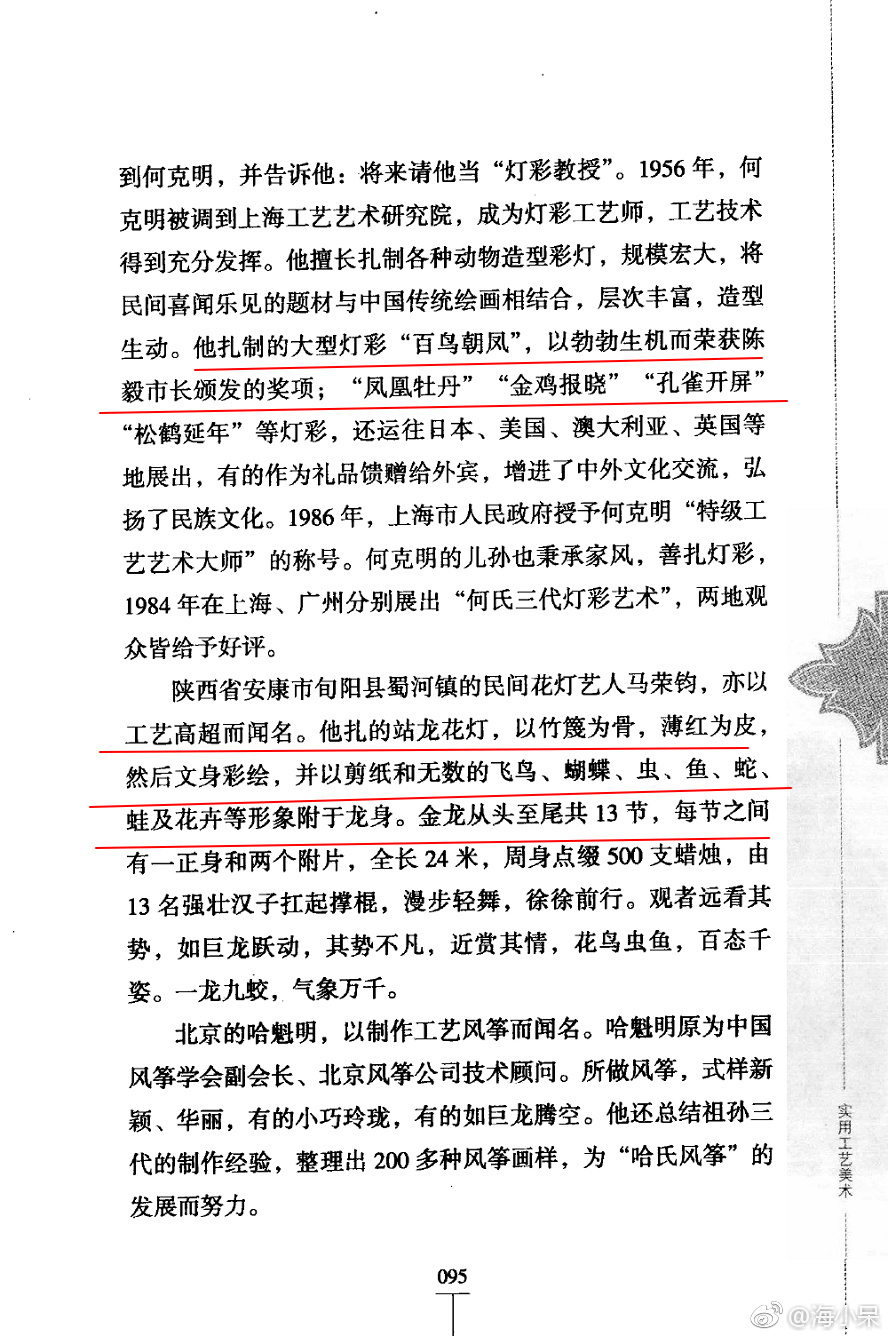 到何克明，并告诉他：将来请他当“灯彩教授”。1956年，何
克明被调到上海工艺艺术研究院，成为灯彩工艺师，工艺技术
得到充分发挥。他擅长扎制各种动物造型彩灯，规模宏大，将
民间喜闻乐见的题材与中国传统绘画相结合，层次丰富，造型
生动。他扎制的大型灯彩“百鸟朝凤”，以勃勃生机而荣获陈
毅市长颁发的奖项；“凤凰牡丹”“金鸡报晓”“孔雀开屏”
“松鹤延年”等灯彩，还运往日本、美国、澳大利亚、英国等
地展出，有的作为礼品馈赠给外宾，增进了中外文化交流，弘
扬了民族文化。1986年，上海市人民政府授予何克明“特级工
艺艺术大师”的称号。何克明的儿孙也秉承家风，善扎灯彩，
1984年在上海、广州分别展出“何氏三代灯彩艺术”，两地观
众皆给予好评。
陕西省安康市旬阳县蜀河镇的民间花灯艺人马荣钧，亦以
工艺高超而闻名。他扎的站龙花灯，以竹篾为骨，薄红为皮，
然后文身彩绘，并以剪纸和无数的飞鸟、蝴蝶、虫、鱼、蛇、
蛙及花卉等形象附于龙身。金龙从头至尾共13节，每节之间
有一正身和两个附片，全长24米，周身点缀500支蜡烛，由
13名强壮汉子扛起撑棍，漫步轻舞，徐徐前行。观者远看其
势，如巨龙跃动，其势不凡，近赏其情，花鸟虫鱼，百态千
姿。一龙九蛟，气象万千。
北京的哈魁明，以制作工艺风筝而闻名。哈魁明原为中国
风筝学会副会长、北京风筝公司技术顾问。所做风筝，式样新
颖、华丽，有的小巧玲珑，有的如巨龙腾空。他还总结祖孙三
代的制作经验，整理出200多种风筝画样，为“哈氏风筝”的
发展而努力。
实用工艺美术
095
@海小呆